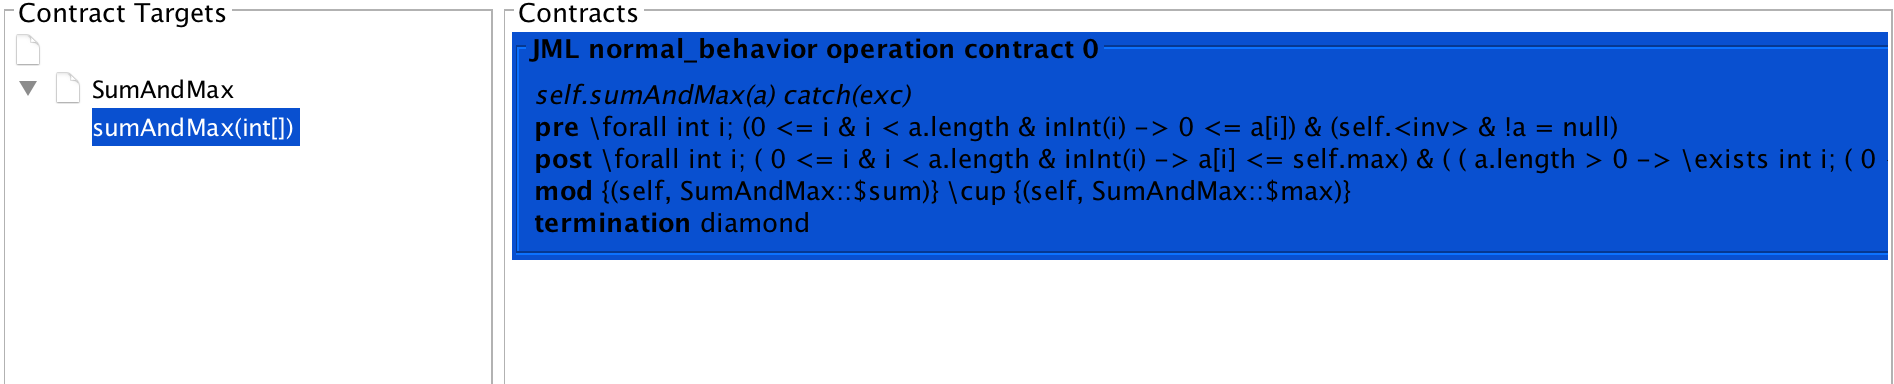 Contract Targets
SumAndMax
sumAndMax(int[])
Contracts
JML normal_behavior operation contract 0
self.sumAndMax(a) catch(exc)
pre \forall int i; (0 <= i & i < a.length & inInt(i) -> 0 <= a[i]) & (self.<inv> & !a = null)
post \forall int i; ( 0 <= i & i < a.length & inInt(i) -> a[i] <= self.max) & ( ( a.length > 0 -> \exists int i; ( 0
mod {(self, SumAndMax::$sum)} \cup {(self, SumAndMax::$max)}
termination diamond